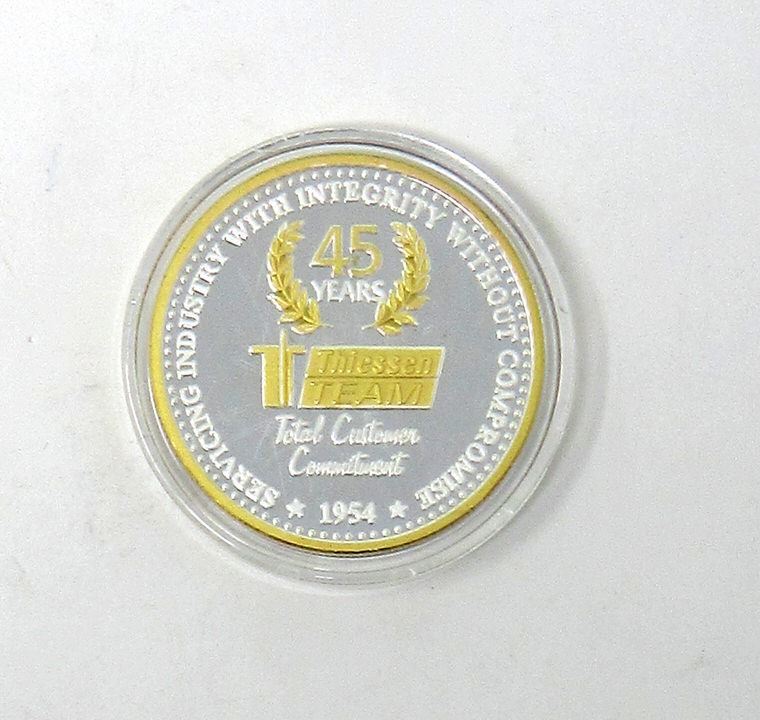 SERVICING INDUSTRY WITH INTEGRITY WITHOUT COMPROMISE
45
YEARS
Thiessen
TEAM
Total Customer
Commitment
★ 1954 ★